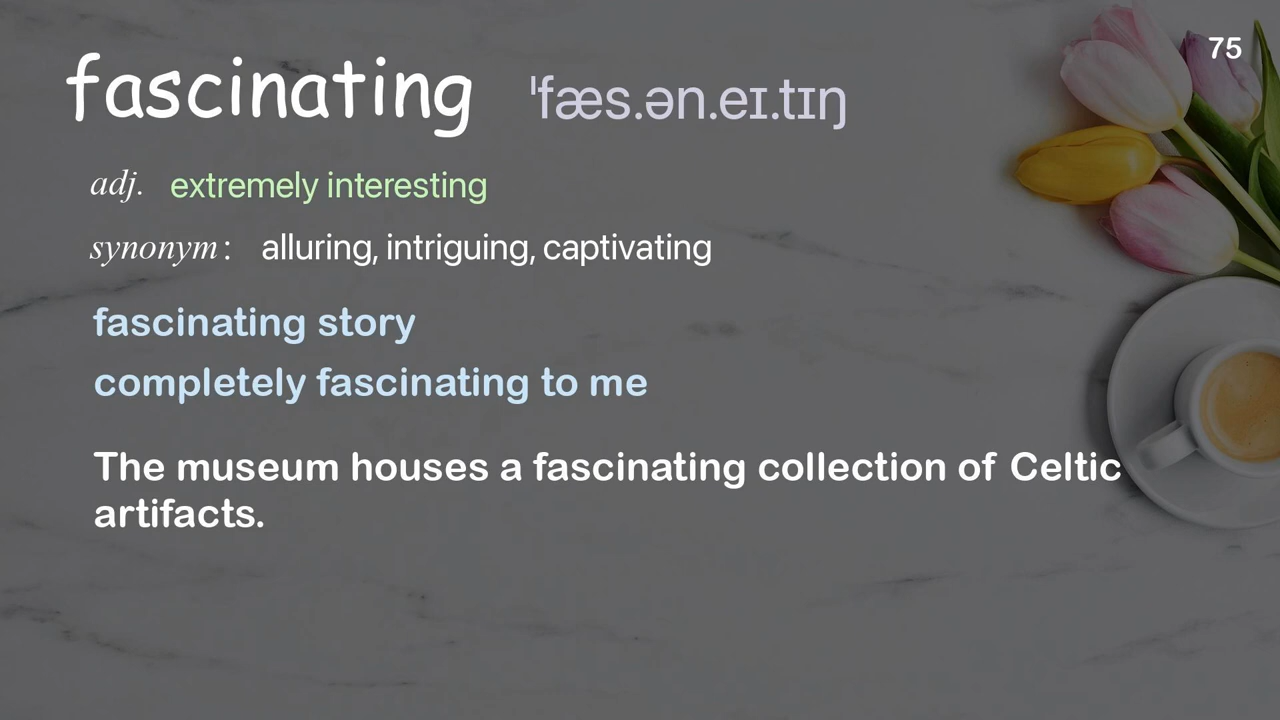 75
fascinating ˈfæs.ən.eɪ.tɪŋ
adj. extremely interesting
synonym: alluring, intriguing, captivating
fascinating story
completely fascinating to me
The museum houses a fascinating collection of Celtic
artifacts.